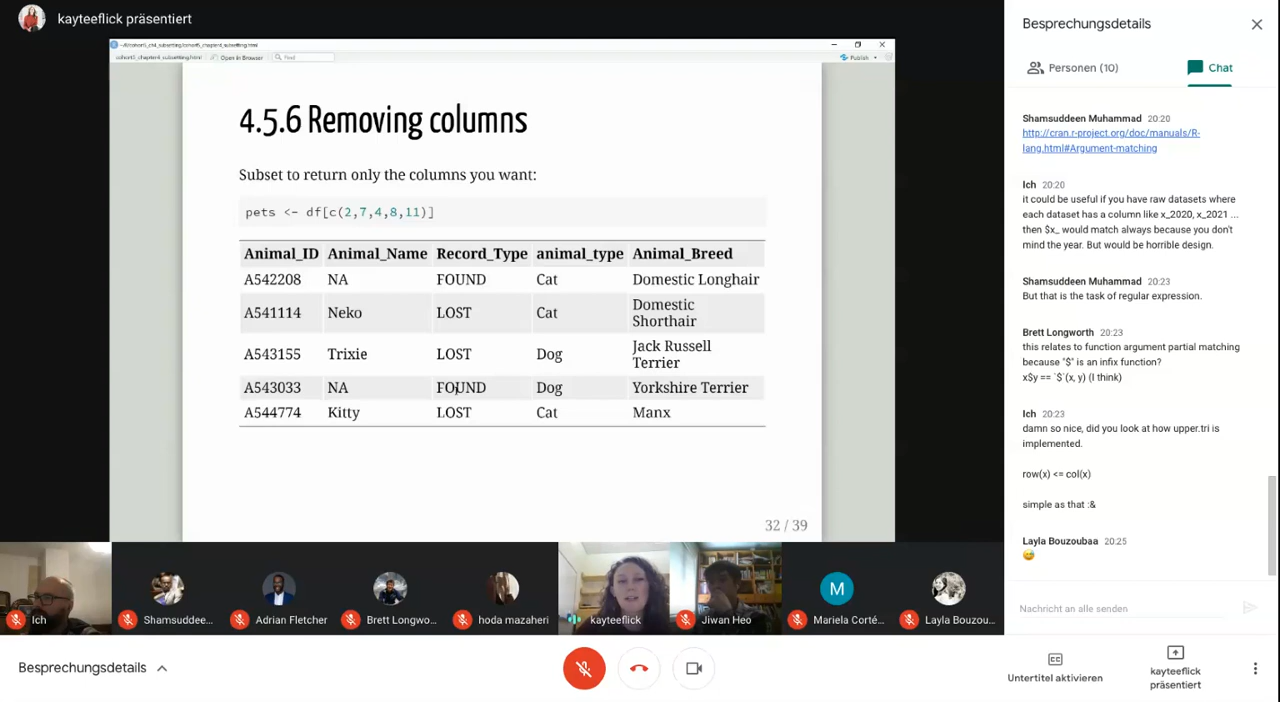 kayteeflick präsentiert
Open in Browser
Find
Publish
4.5.6 Removing columns
Subset to return only the columns you want:
pets <- df[c(2,7,4,8,11)]
Animal_ID Animal_Name Record_Type animal_type Animal_Breed
A542208 NA FOUND Cat Domestic Longhair
A541114 Neko LOST Cat Domestic
Shorthair
A543155 Trixie LOST Dog Jack Russell
Terrier
A543033 NA FOUND Dog Yorkshire Terrier
A544774 Kitty LOST Cat Manx
32 / 39
Ich
Shamsuddee...
Adrian Fletcher
Brett Longwo...
hoda mazaheri
kayteeflick
Jiwan Heo
M
Mariela Corté...
Layla Bouzou...
Besprechungsdetails
Untertitel aktivieren
kayteeflick
präsentiert
Besprechungsdetails
Personen (10)
Chat
Shamsuddeen Muhammad 20:20
http://cran.r-project.org/doc/manuals/R-
lang.html#Argument-matching
Ich 20:20
it could be useful if you have raw datasets where
each dataset has a column like x_2020, x_2021 ...
then $x_ would match always because you don't
mind the year. But would be horrible design.
Shamsuddeen Muhammad 20:23
But that is the task of regular expression.
Brett Longworth 20:23
this relates to function argument partial matching
because "$" is an infix function?
x$y == `$`(x, y) (I think)
Ich 20:23
damn so nice, did you look at how upper.tri is
implemented.
row(x) <= col(x)
simple as that :&
Layla Bouzoubaa 20:25
😅
Nachricht an alle senden